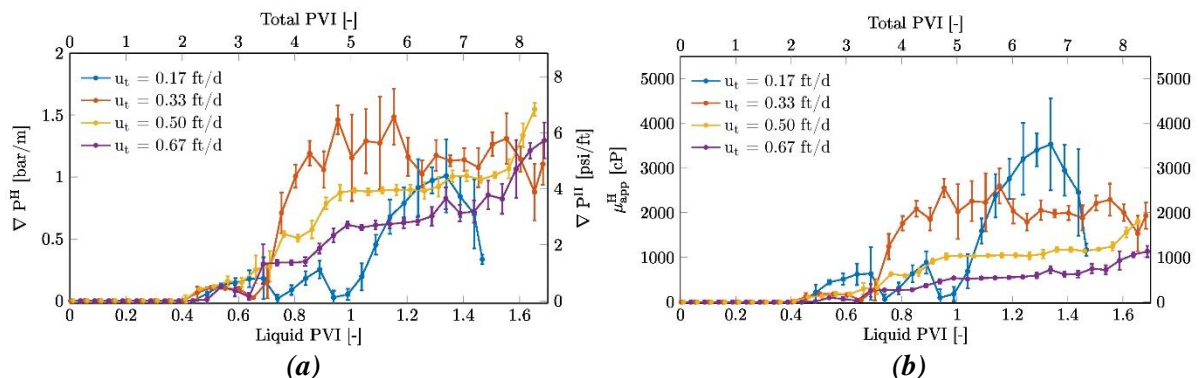 Total PVI [-]
0 1 2 3 4 5 6 7 8
2
1.5
1
0.5
0
∇ P^H [bar/m]
u_t = 0.17 ft/d
u_t = 0.33 ft/d
u_t = 0.50 ft/d
u_t = 0.67 ft/d
8
6
4
2
0
∇ P^H [psi/ft]
0 0.2 0.4 0.6 0.8 1 1.2 1.4 1.6
Liquid PVI [-]
(a)
Total PVI [-]
0 1 2 3 4 5 6 7 8
5000
4000
3000
2000
1000
0
μ^H_app [cP]
u_t = 0.17 ft/d
u_t = 0.33 ft/d
u_t = 0.50 ft/d
u_t = 0.67 ft/d
5000
4000
3000
2000
1000
0
0 0.2 0.4 0.6 0.8 1 1.2 1.4 1.6
Liquid PVI [-]
(b)